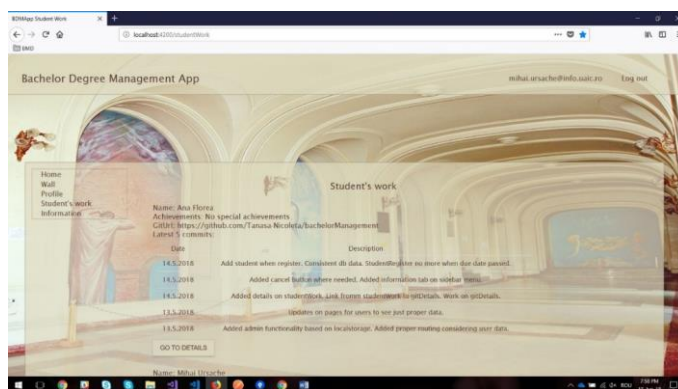 BDMApp Student Work
localhost:4200/studentWork
Bachelor Degree Management App
mihai.ursache@info.uaic.ro
Log out
Home
Wall
Profile
Student's work
Information
Student's work
Name: Ana Florea
Achievements: No special achievements
GitUrl: https://github.com/Tanasa-Nicoleta/bachelorManagement
Latest 5 commits:
Date Description
14.5.2018 Add student when register. Consistent db data. StudentRegister no more when due date passed.
14.5.2018 Added cancel button where needed. Added information tab on sidebar menu.
14.5.2018 Added details on studentWork. Link fromm studentwork to gitDetails. Work on gitDetails.
13.5.2018 Updates on pages for users to see just proper data.
13.5.2018 Added admin functionality based on localstorage. Added proper routing considering user data.
GO TO DETAILS
Name: Mihai Ursache
ROU 7:58 PM